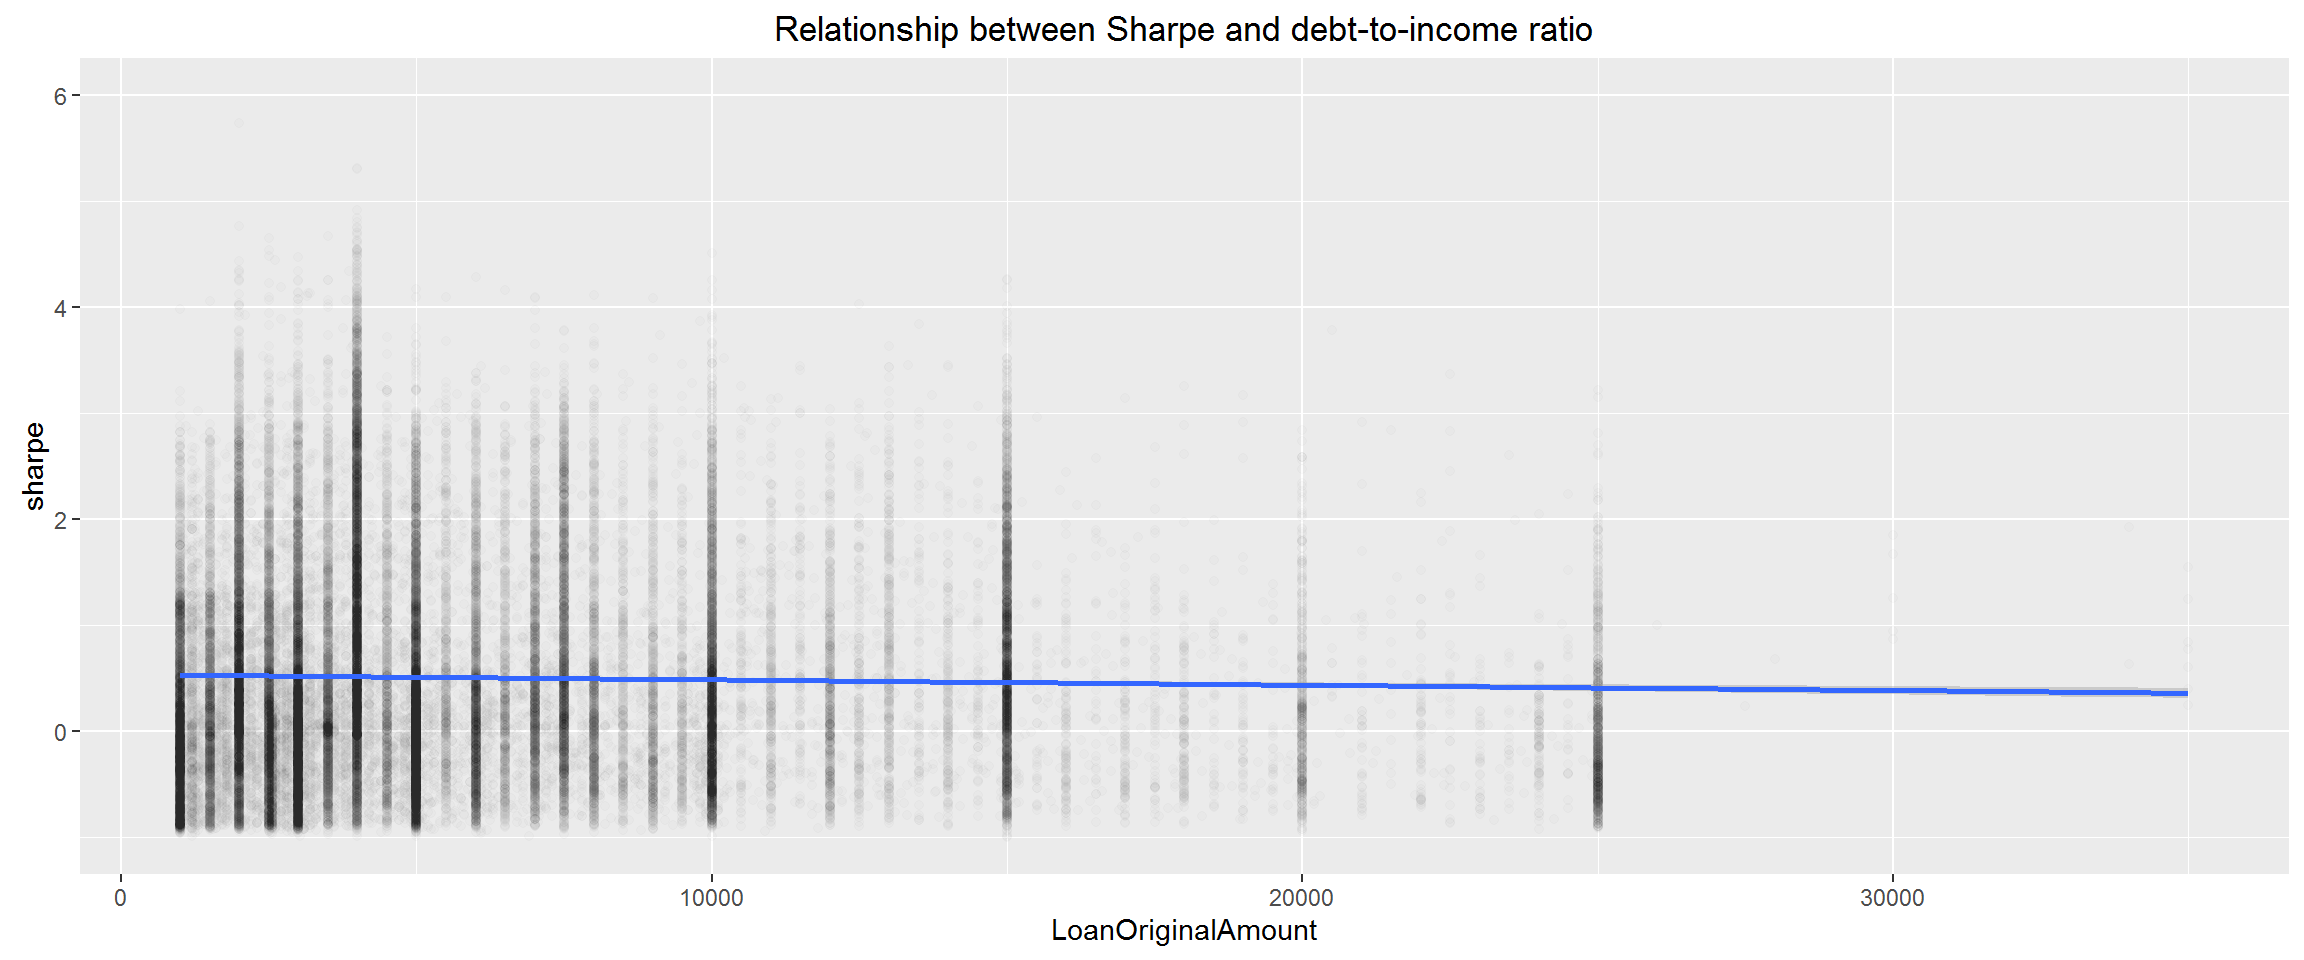 Relationship between Sharpe and debt-to-income ratio
6
4
2
0
sharpe
0 10000 20000 30000
LoanOriginalAmount